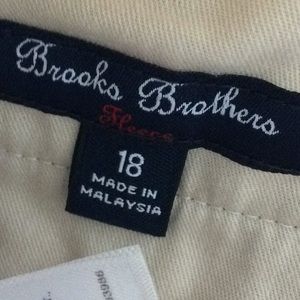 Brooks Brothers
Fleece
18
MADE IN
MALAYSIA